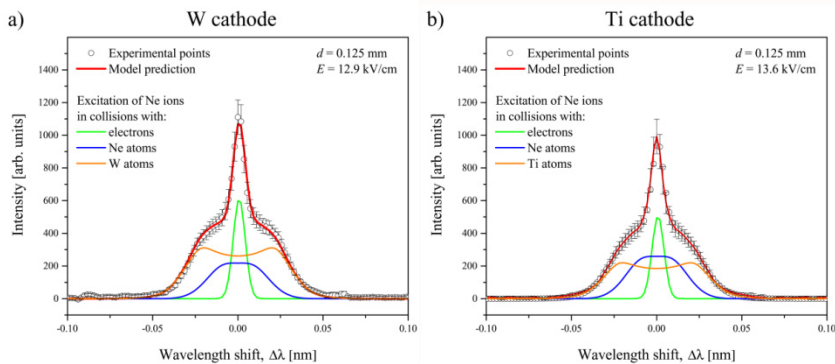 W cathode
a)
Experimental points
Model prediction
d = 0.125 mm
E = 12.9 kV/cm
Excitation of Ne ions
in collisions with:
electrons
Ne atoms
W atoms
Intensity [arb. units]
1400
1200
1000
800
600
400
200
0
-0.10
-0.05
0.00
0.05
0.10
Wavelength shift, Δλ [nm]
Ti cathode
b)
Experimental points
Model prediction
d = 0.125 mm
E = 13.6 kV/cm
Excitation of Ne ions
in collisions with:
electrons
Ne atoms
Ti atoms
Intensity [arb. units]
1400
1200
1000
800
600
400
200
0
-0.10
-0.05
0.00
0.05
0.10
Wavelength shift, Δλ [nm]